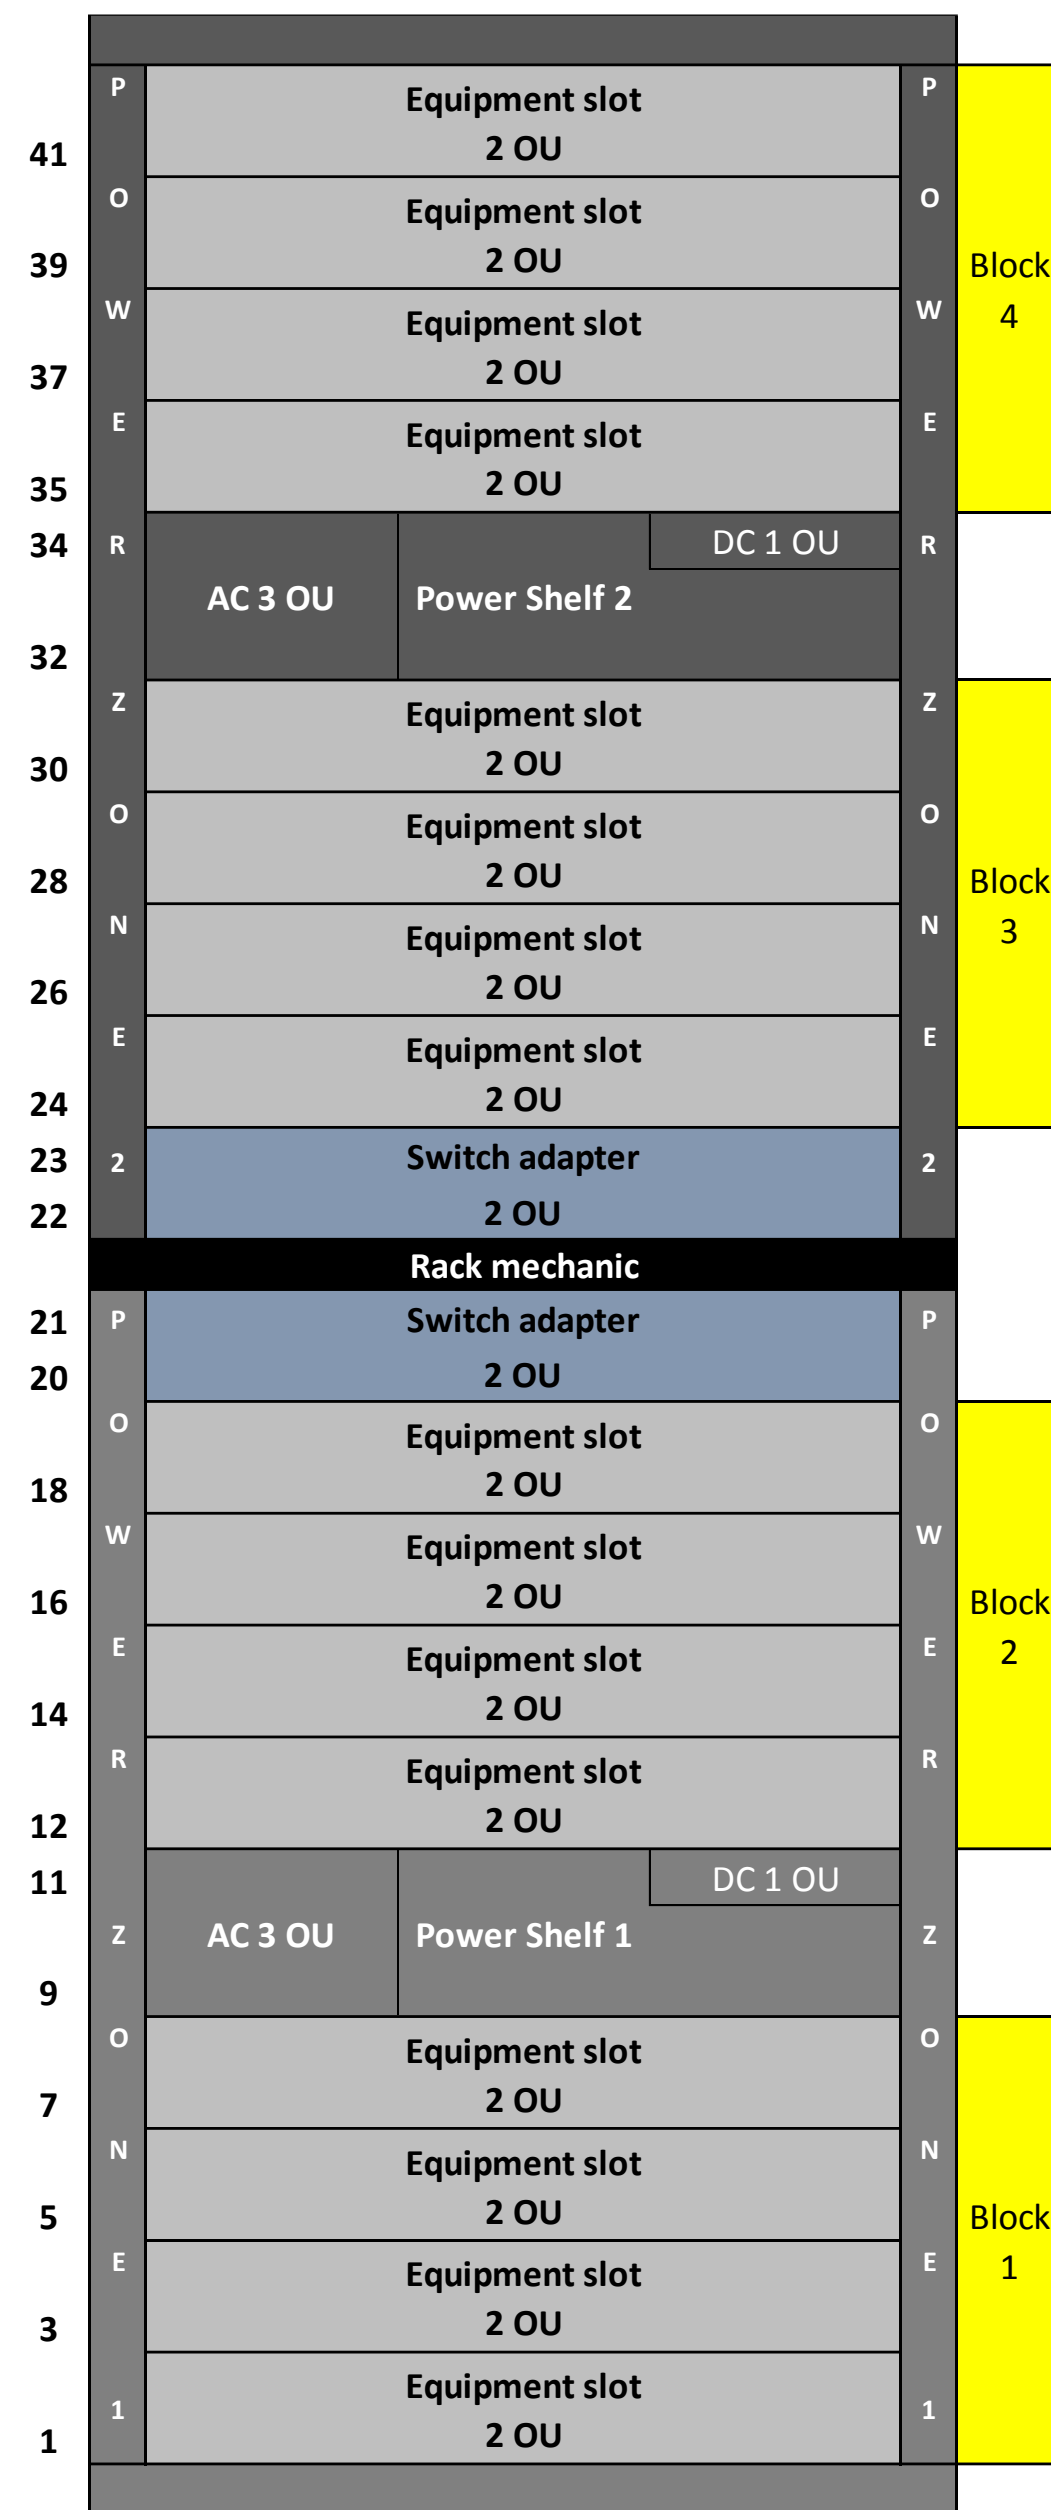 P
Equipment slot
P
41
2 OU
O
Equipment slot
O
39
2 OU
Block
W
Equipment slot
W
4
37
2 OU
E
Equipment slot
E
35
2 OU
34
R
DC 1 OU
R
AC 3 OU
Power Shelf 2
32
Z
Equipment slot
Z
30
2 OU
O
Equipment slot
O
28
2 OU
Block
N
Equipment slot
N
3
26
2 OU
E
Equipment slot
E
24
2 OU
23
2
Switch adapter
2
22
2 OU
Rack mechanic
21
P
Switch adapter
P
20
2 OU
O
Equipment slot
O
18
2 OU
W
Equipment slot
W
16
2 OU
Block
E
Equipment slot
E
2
14
2 OU
R
Equipment slot
R
12
2 OU
11
DC 1 OU
Z
AC 3 OU
Power Shelf 1
Z
9
O
Equipment slot
O
7
2 OU
N
Equipment slot
N
5
2 OU
Block
E
Equipment slot
E
1
3
2 OU
1
Equipment slot
1
1
2 OU